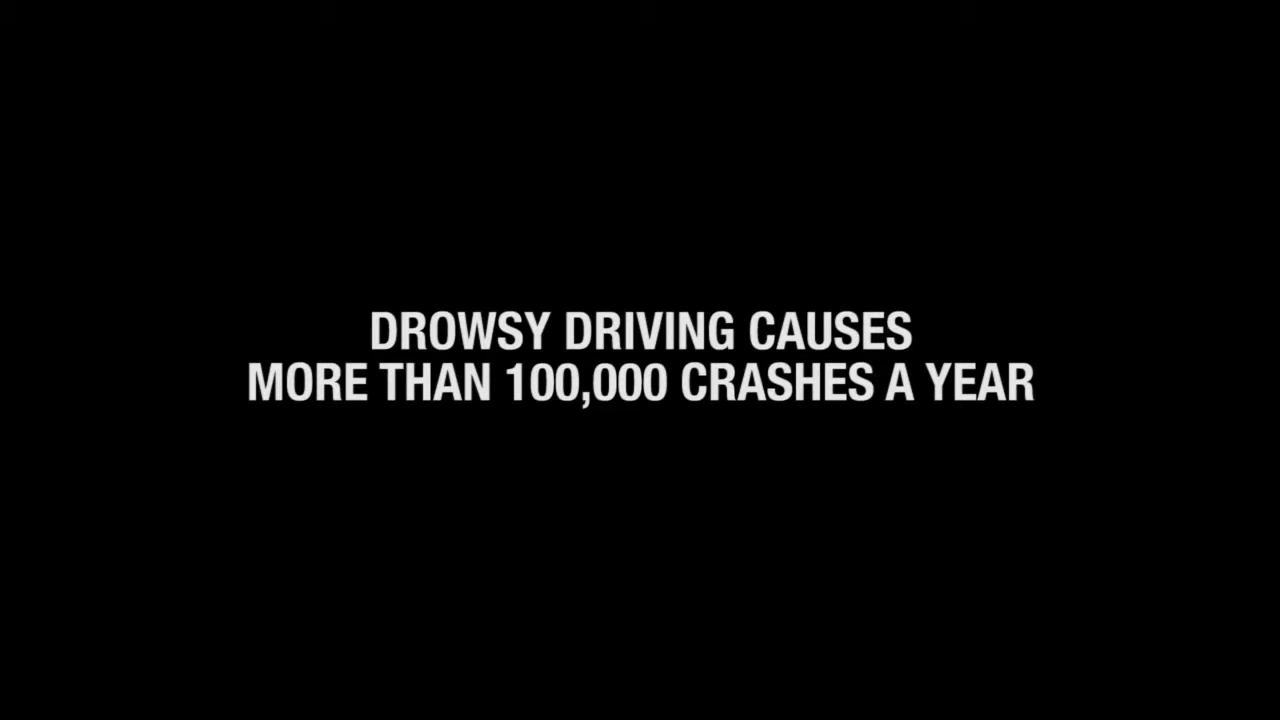 DROWSY DRIVING CAUSES
MORE THAN 100,000 CRASHES A YEAR